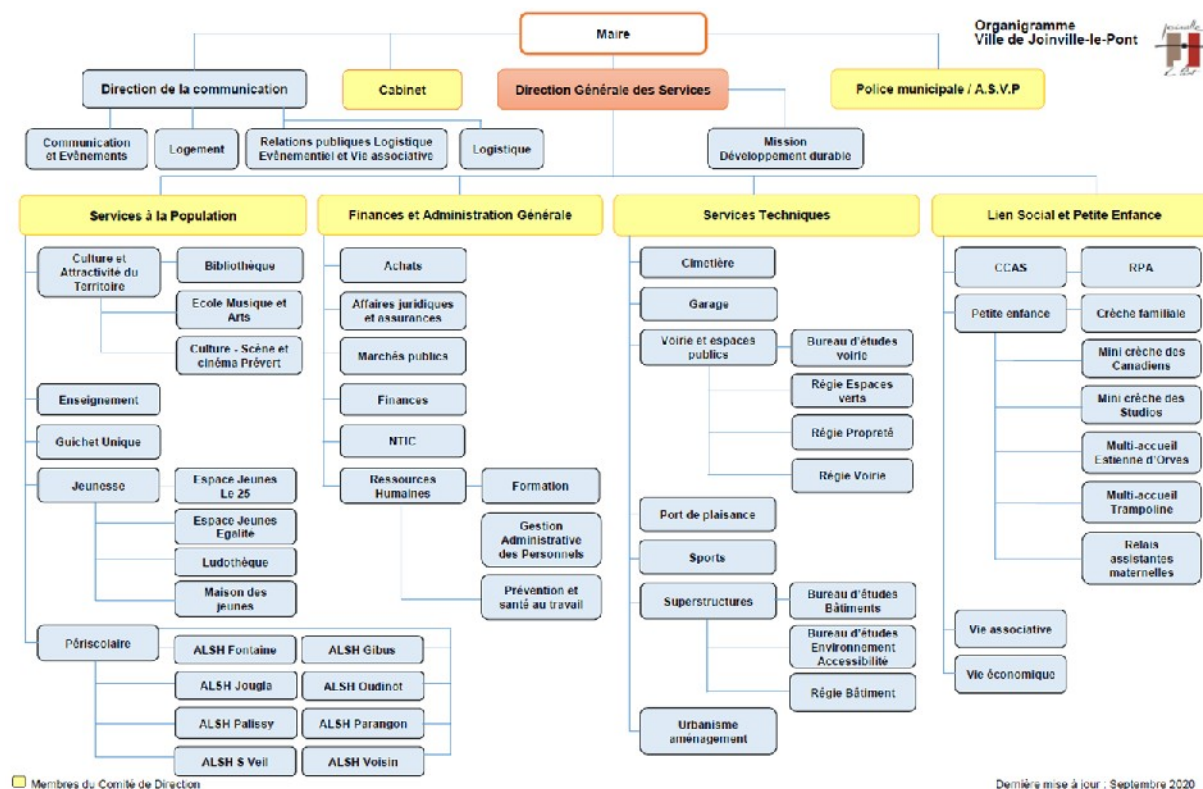 Organigramme
Ville de Joinville-le-Pont
Maire
Direction de la communication
Cabinet
Direction Générale des Services
Police municipale / A.S.V.P
Communication
et Evènements
Logement
Relations publiques Logistique
Evènementiel et Vie associative
Logistique
Mission
Développement durable
Services à la Population
Culture et
Attractivité du
Territoire
Bibliothèque
Ecole Musique et
Arts
Culture - Scène et
cinéma Prévert
Enseignement
Guichet Unique
Jeunesse
Espace Jeunes
Le 25
Espace Jeunes
Egalité
Ludothèque
Maison des
jeunes
Périscolaire
ALSH Fontaine
ALSH Gibus
ALSH Jougla
ALSH Oudinot
ALSH Palissy
ALSH Parangon
ALSH S Veil
ALSH Voisin
Finances et Administration Générale
Achats
Affaires juridiques
et assurances
Marchés publics
Finances
NTIC
Ressources
Humaines
Formation
Gestion
Administrative
des Personnels
Prévention et
santé au travail
Services Techniques
Cimetière
Garage
Voirie et espaces
publics
Bureau d'études
voirie
Régie Espaces
verts
Régie Propreté
Régie Voirie
Port de plaisance
Sports
Superstructures
Bureau d'études
Bâtiments
Bureau d'études
Environnement
Accessibilité
Régie Bâtiment
Urbanisme
aménagement
Lien Social et Petite Enfance
CCAS
RPA
Petite enfance
Crèche familiale
Mini crèche des
Canadiens
Mini crèche des
Studios
Multi-accueil
Estienne d'Orves
Multi-accueil
Trampoline
Relais
assistantes
maternelles
Vie associative
Vie économique
Membres du Comité de Direction
Dernière mise à jour : Septembre 2020